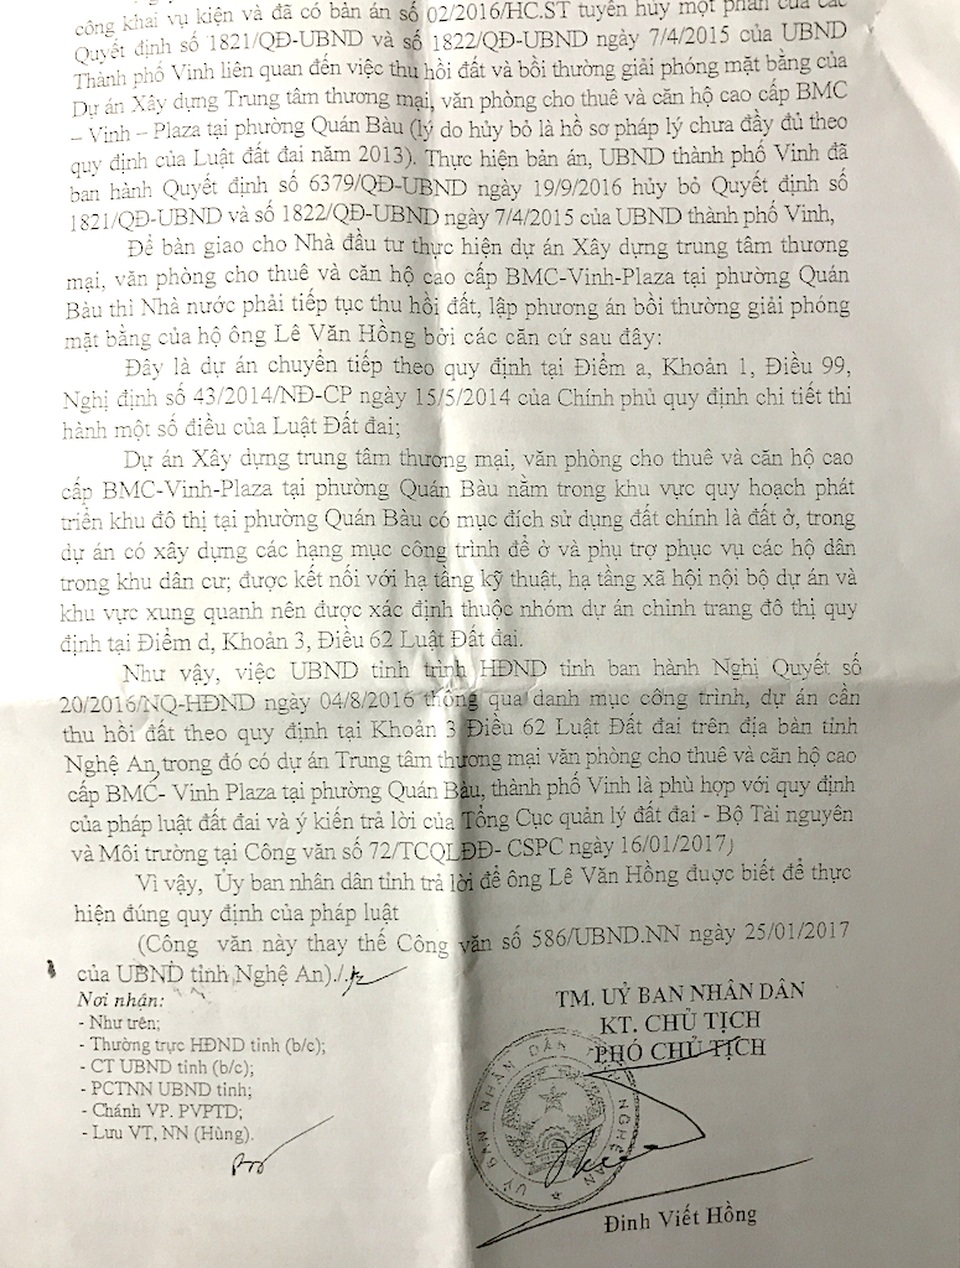 công khai vụ kiện và đã có bản án số 02/2016/HC.ST tuyên hủy một phần của các
Quyết định số 1821/QĐ-UBND và số 1822/QĐ-UBND ngày 7/4/2015 của UBND
Thành phố Vinh liên quan đến việc thu hồi đất và bồi thường giải phóng mặt bằng của
Dự án Xây dựng Trung tâm thương mại, văn phòng cho thuê và căn hộ cao cấp BMC
– Vinh – Plaza tại phường Quán Bàu (lý do hủy bỏ là hồ sơ pháp lý chưa đầy đủ theo
quy định của Luật đất đai năm 2013). Thực hiện bản án, UBND thành phố Vinh đã
ban hành Quyết định số 6379/QĐ-UBND ngày 19/9/2016 hủy bỏ Quyết định số
1821/QĐ-UBND và số 1822/QĐ-UBND ngày 7/4/2015 của UBND thành phố Vinh,
Để bàn giao cho Nhà đầu tư thực hiện dự án Xây dựng trung tâm thương
mại, văn phòng cho thuê và căn hộ cao cấp BMC-Vinh-Plaza tại phường Quán
Bàu thì Nhà nước phải tiếp tục thu hồi đất, lập phương án bồi thường giải phóng
mặt bằng của hộ ông Lê Văn Hồng bởi các căn cứ sau đây:
Đây là dự án chuyển tiếp theo quy định tại Điểm a, Khoản 1, Điều 99,
Nghị định số 43/2014/NĐ-CP ngày 15/5/2014 của Chính phủ quy định chi tiết thi
hành một số điều của Luật Đất đai;
Dự án Xây dựng trung tâm thương mại, văn phòng cho thuê và căn hộ cao
cấp BMC-Vinh-Plaza tại phường Quán Bàu nằm trong khu vực quy hoạch phát
triển khu đô thị tại phường Quán Bàu có mục đích sử dụng đất chính là đất ở, trong
dự án có xây dựng các hạng mục công trình để ở và phụ trợ phục vụ các hộ dân
trong khu dân cư; được kết nối với hạ tầng kỹ thuật, hạ tầng xã hội nội bộ dự án và
khu vực xung quanh nên được xác định thuộc nhóm dự án chỉnh trang đô thị quy
định tại Điểm d, Khoản 3, Điều 62 Luật Đất đai.
Như vậy, việc UBND tỉnh trình HĐND tỉnh ban hành Nghị Quyết số
20/2016/NQ-HĐND ngày 04/8/2016 thông qua danh mục công trình, dự án cần
thu hồi đất theo quy định tại Khoản 3 Điều 62 Luật Đất đai trên địa bàn tỉnh
Nghệ An, trong đó có dự án Trung tâm thương mại văn phòng cho thuê và căn hộ cao
cấp BMC- Vinh Plaza tại phường Quán Bàu, thành phố Vinh là phù hợp với quy định
của pháp luật đất đai và ý kiến trả lời của Tổng Cục quản lý đất đai - Bộ Tài nguyên
và Môi trường tại Công văn số 72/TCQLĐĐ- CSPC ngày 16/01/2017;
Vì vậy, Ủy ban nhân dân tỉnh trả lời để ông Lê Văn Hồng được biết để thực
hiện đúng quy định của pháp luật
(Công văn này thay thế Công văn số 586/UBND.NN ngày 25/01/2017
của UBND tỉnh Nghệ An)./.
Nơi nhận:
- Như trên;
- Thường trực HĐND tỉnh (b/c);
- CT UBND tỉnh (b/c);
- PCTNN UBND tỉnh;
- Chánh VP. PVPTD;
- Lưu VT, NN (Hùng).
TM. UỶ BAN NHÂN DÂN
KT. CHỦ TỊCH
PHÓ CHỦ TỊCH
UỶ BAN NHÂN DÂN TỈNH NGHỆ AN
Đinh Viết Hồng